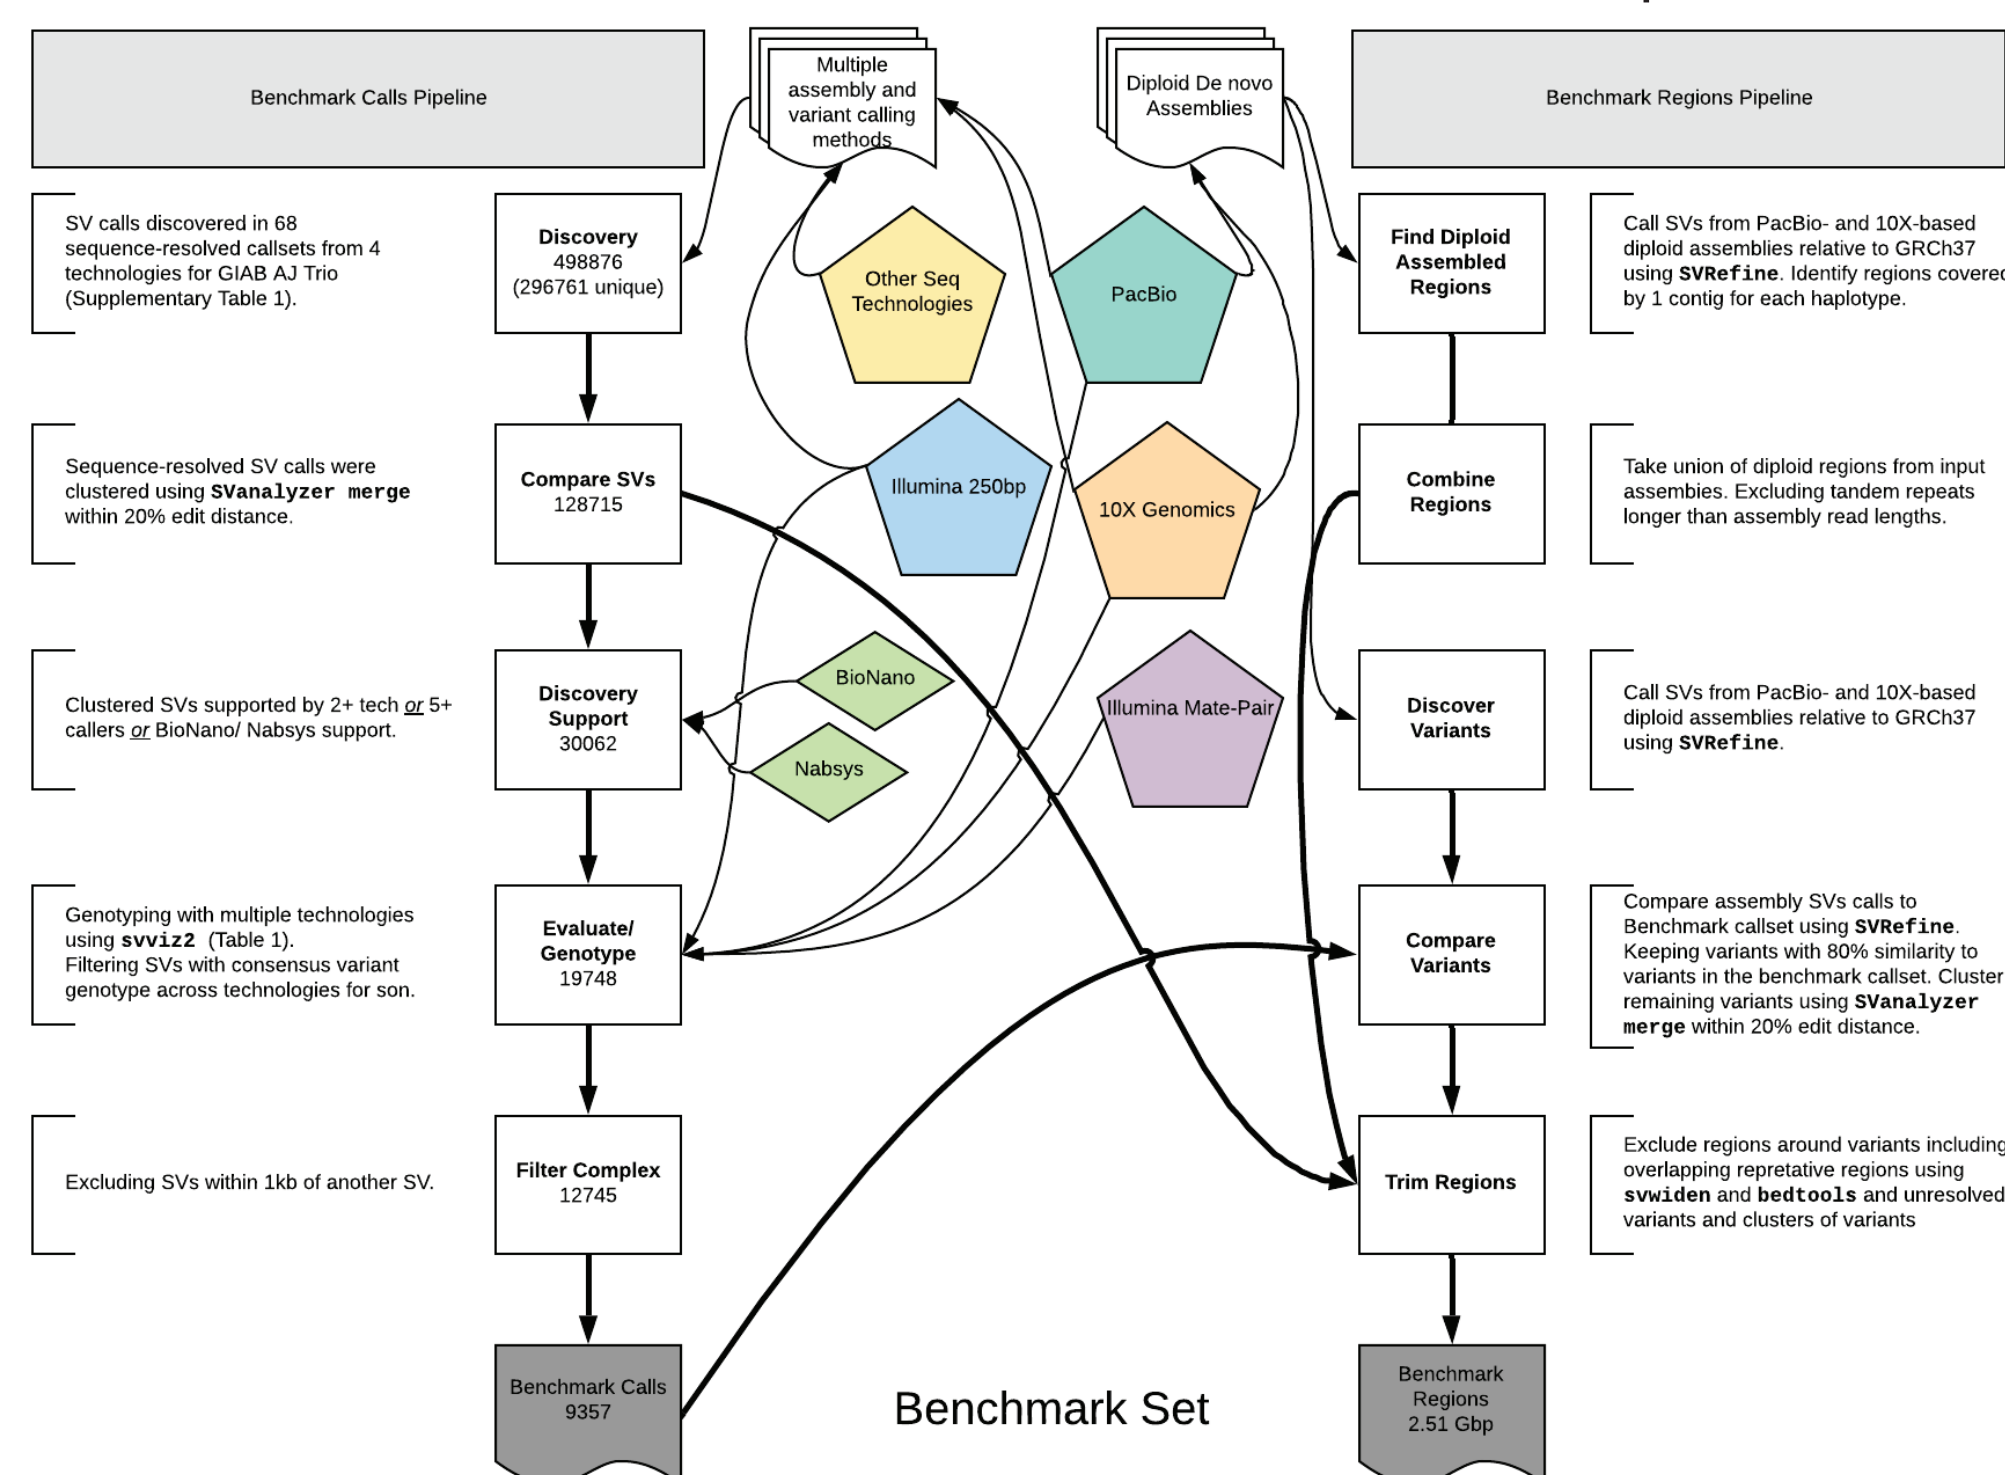 Benchmark Calls Pipeline
Multiple
assembly and
variant calling
methods
Diploid De novo
Assemblies
Benchmark Regions Pipeline
SV calls discovered in 68
sequence-resolved callsets from 4
technologies for GIAB AJ Trio
(Supplementary Table 1).
Discovery
498876
(296761 unique)
Other Seq
Technologies
PacBio
Find Diploid
Assembled
Regions
Call SVs from PacBio- and 10X-based
diploid assemblies relative to GRCh37
using SVRefine. Identify regions covered
by 1 contig for each haplotype.
Sequence-resolved SV calls were
clustered using SVanalyzer merge
within 20% edit distance.
Compare SVs
128715
Illumina 250bp
10X Genomics
Combine
Regions
Take union of diploid regions from input
assembies. Excluding tandem repeats
longer than assembly read lengths.
Clustered SVs supported by 2+ tech or 5+
callers or BioNano/ Nabsys support.
Discovery
Support
30062
BioNano
Nabsys
Illumina Mate-Pair
Discover
Variants
Call SVs from PacBio- and 10X-based
diploid assemblies relative to GRCh37
using SVRefine.
Genotyping with multiple technologies
using svviz2 (Table 1).
Filtering SVs with consensus variant
genotype across technologies for son.
Evaluate/
Genotype
19748
Compare
Variants
Compare assembly SVs calls to
Benchmark callset using SVRefine.
Keeping variants with 80% similarity to
variants in the benchmark callset. Cluster
remaining variants using SVanalyzer
merge within 20% edit distance.
Excluding SVs within 1kb of another SV.
Filter Complex
12745
Trim Regions
Exclude regions around variants including
overlapping repretative regions using
svwiden and bedtools and unresolved
variants and clusters of variants
Benchmark Calls
9357
Benchmark Set
Benchmark
Regions
2.51 Gbp